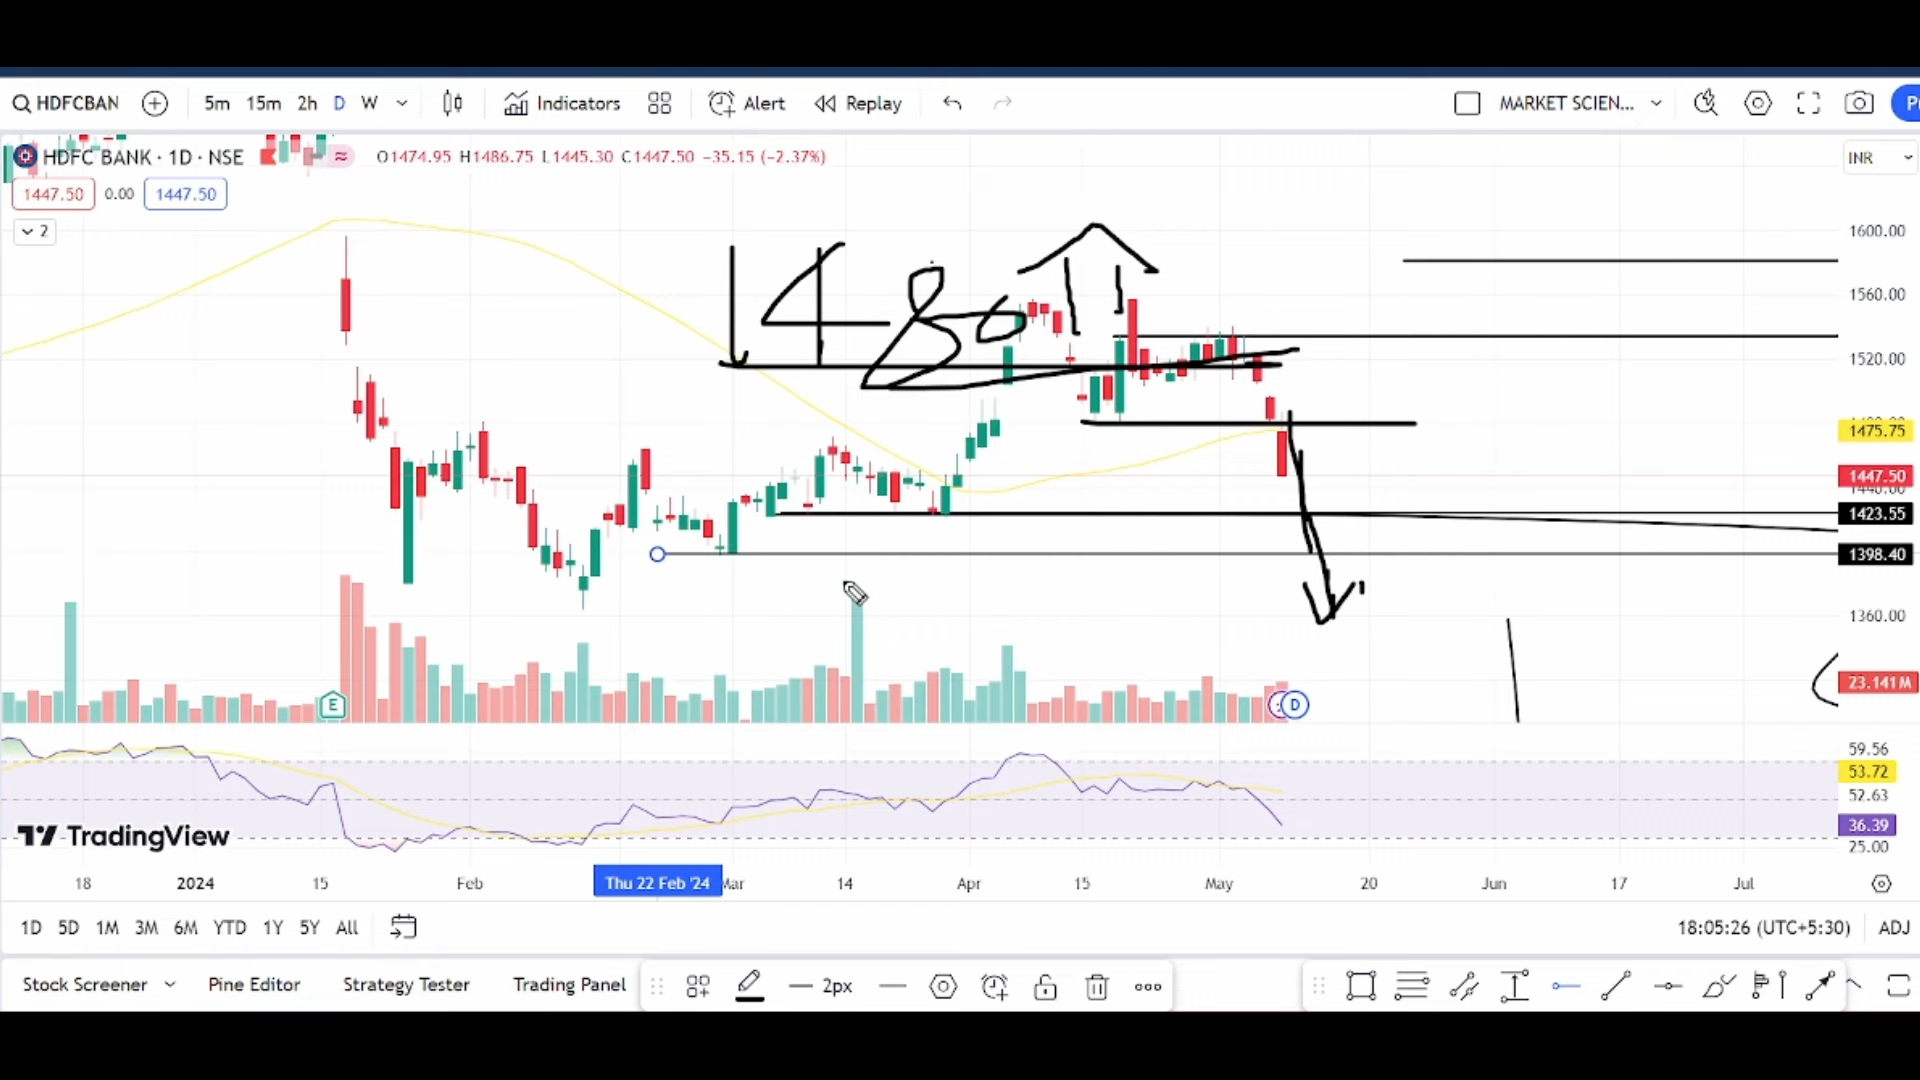 HDFCBAN 5m 15m 2h D W Indicators Alert Replay MARKET SCIEN...
HDFC BANK · 1D · NSE O1474.95 H1486.75 L1445.30 C1447.50 −35.15 (−2.37%) INR
1447.50 0.00 1447.50
2
1480
1600.00
1560.00
1520.00
1475.75
1447.50
1440.00
1423.55
1398.40
1360.00
23.141M
E D
59.56
53.72
52.63
36.39
25.00
TradingView
18 2024 15 Feb Thu 22 Feb '24 Mar 14 Apr 15 May 20 Jun 17 Jul
1D 5D 1M 3M 6M YTD 1Y 5Y All 18:05:26 (UTC+5:30) ADJ
Stock Screener Pine Editor Strategy Tester Trading Panel 2px